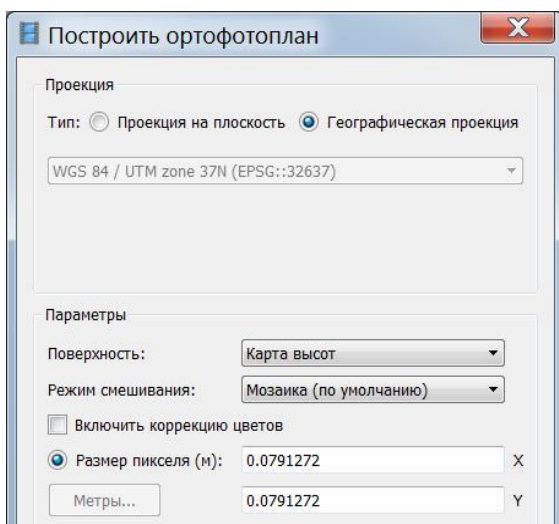 Построить ортофотоплан
Проекция
Тип: Проекция на плоскость Географическая проекция
WGS 84 / UTM zone 37N (EPSG::32637)
Параметры
Поверхность: Карта высот
Режим смешивания: Мозаика (по умолчанию)
Включить коррекцию цветов
Размер пикселя (м): 0.0791272 X
Метры... 0.0791272 Y